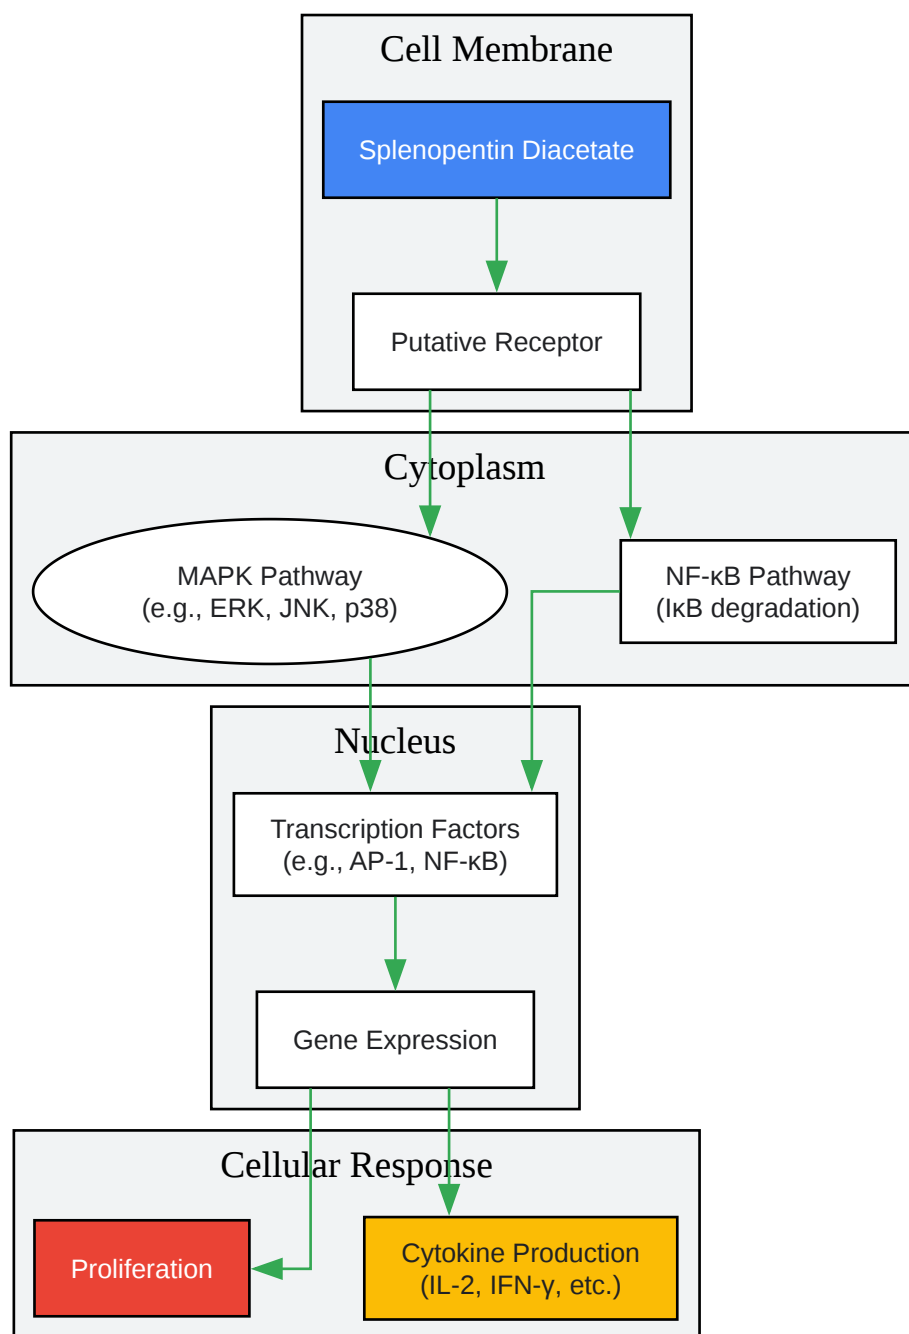 Cell Membrane
Splenopentin Diacetate
Putative Receptor
Cytoplasm
MAPK Pathway
(e.g., ERK, JNK, p38)
NF-κB Pathway
(IκB degradation)
Nucleus
Transcription Factors
(e.g., AP-1, NF-κB)
Gene Expression
Cellular Response
Proliferation
Cytokine Production
(IL-2, IFN-γ, etc.)